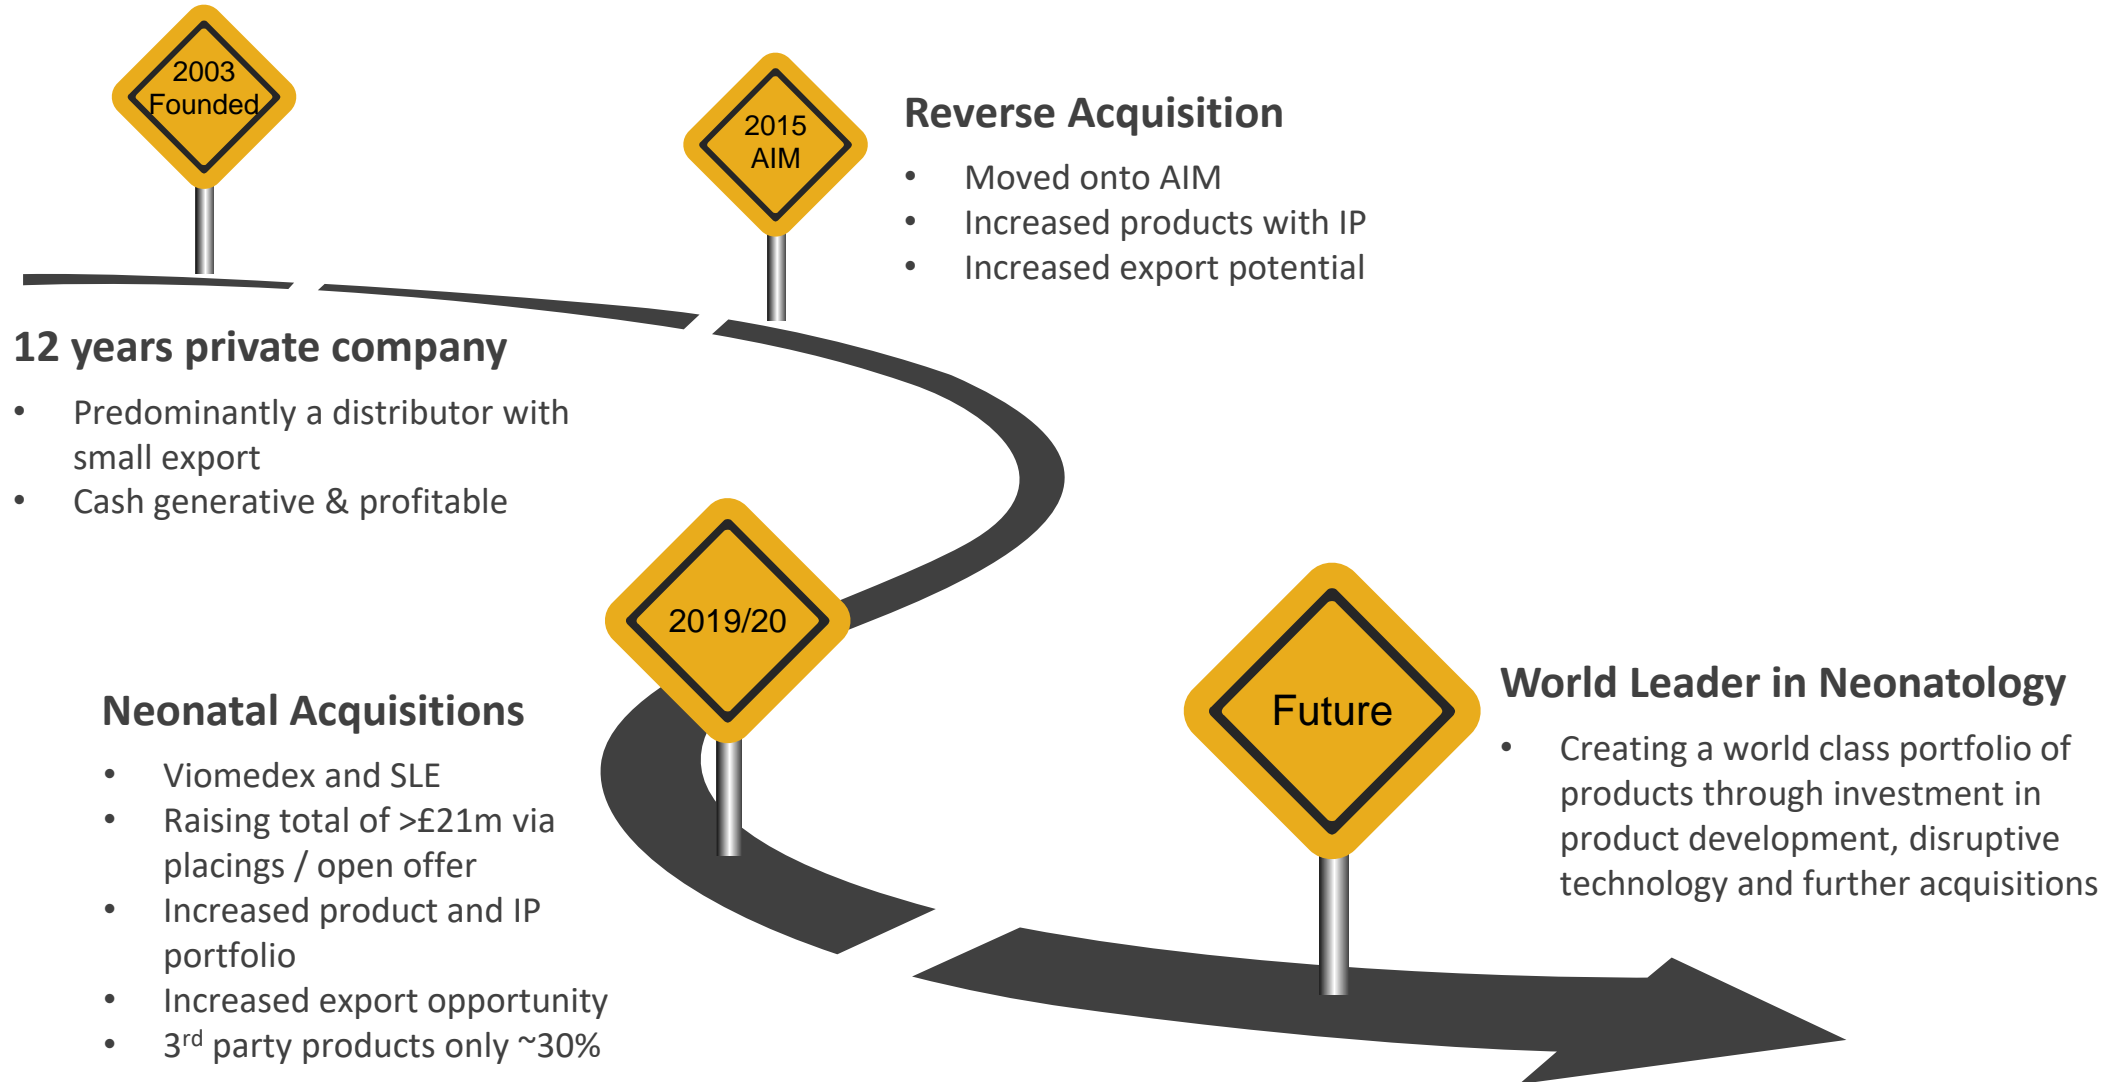 2003
Founded
2015
AIM
Reverse Acquisition
• Moved onto AIM
• Increased products with IP
• Increased export potential
12 years private company
• Predominantly a distributor with
small export
• Cash generative & profitable
2019/20
Neonatal Acquisitions
• Viomedex and SLE
• Raising total of >£21m via
placings / open offer
• Increased product and IP
portfolio
• Increased export opportunity
• 3rd party products only ~30%
Future
World Leader in Neonatology
• Creating a world class portfolio of
products through investment in
product development, disruptive
technology and further acquisitions